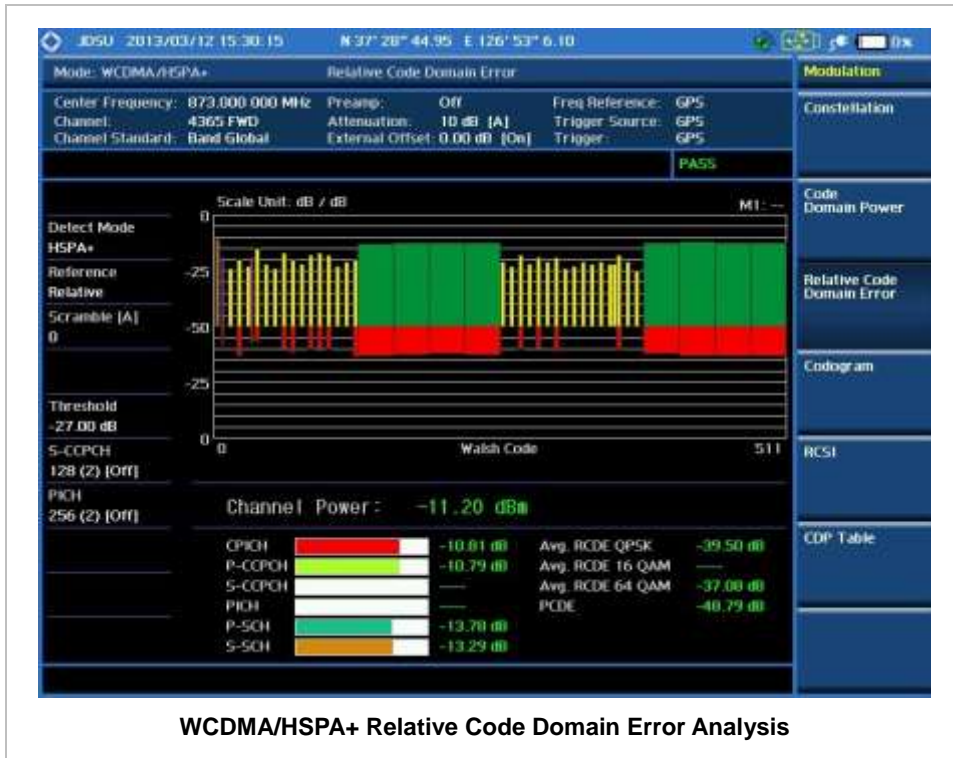 JDSU 2013/03/12 15:30:15 N 37° 28" 44.95 E 126° 53" 6.10 0%
Mode: WCDMA/HSPA+ Relative Code Domain Error
Modulation
Center Frequency: 873.000 000 MHz Preamp: Off Freq Reference: GPS
Channel: 4365 FWD Attenuation: 10 dB [A] Trigger Source: GPS
Channel Standard: Band Global External Offset: 0.00 dB [On] Trigger: GPS
PASS
Constellation
Code
Domain Power
Relative Code
Domain Error
Codogram
RCSI
CDP Table
Scale Unit: dB / dB M1: --
Detect Mode
HSPA+
Reference
Relative
Scramble [A]
0
Threshold
-27.00 dB
S-CCPCH
128 (2) [Off]
PICH
256 (2) [Off]
0
-25
-50
-25
0
0 Walsh Code 511
Channel Power: -11.20 dBm
CPICH -10.81 dB Avg. RCDE QPSK -39.50 dB
P-CCPCH -10.79 dB Avg. RCDE 16 QAM ----
S-CCPCH ---- Avg. RCDE 64 QAM -37.08 dB
PICH ---- PCDE -40.79 dB
P-SCH -13.78 dB
S-SCH -13.29 dB
WCDMA/HSPA+ Relative Code Domain Error Analysis